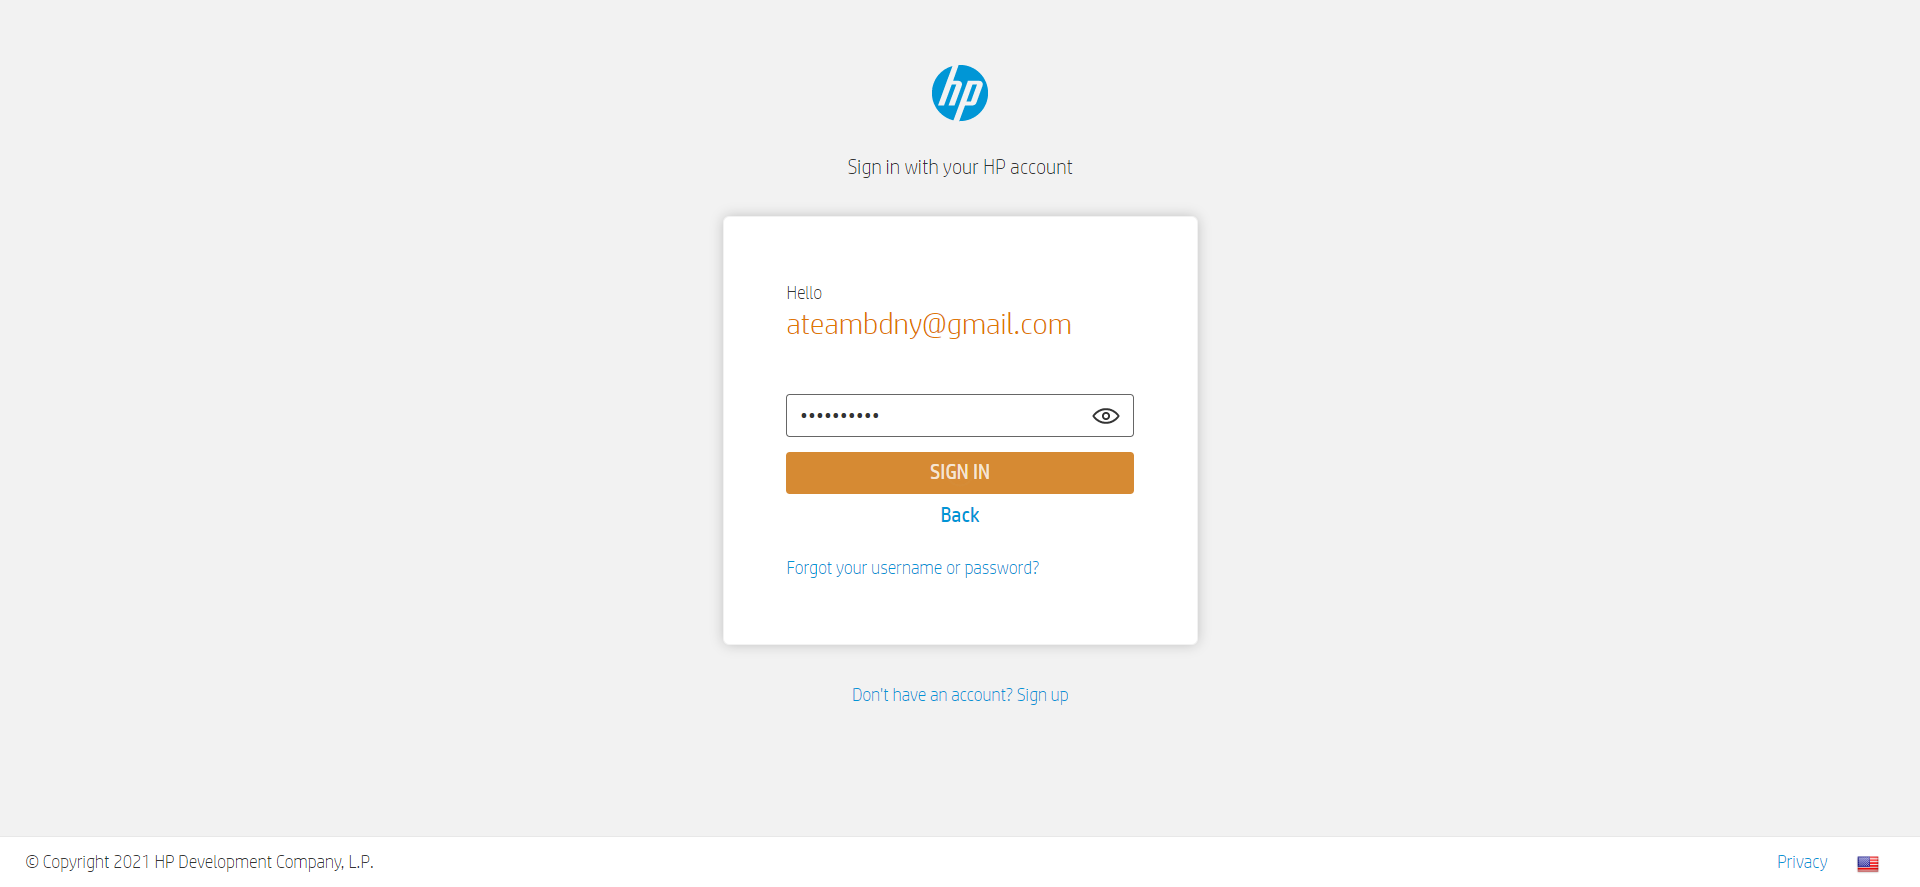 hp
Sign in with your HP account
Hello
ateambdny@gmail.com
••••••••••
SIGN IN
Back
Forgot your username or password?
Don't have an account? Sign up
© Copyright 2021 HP Development Company, L.P.
Privacy